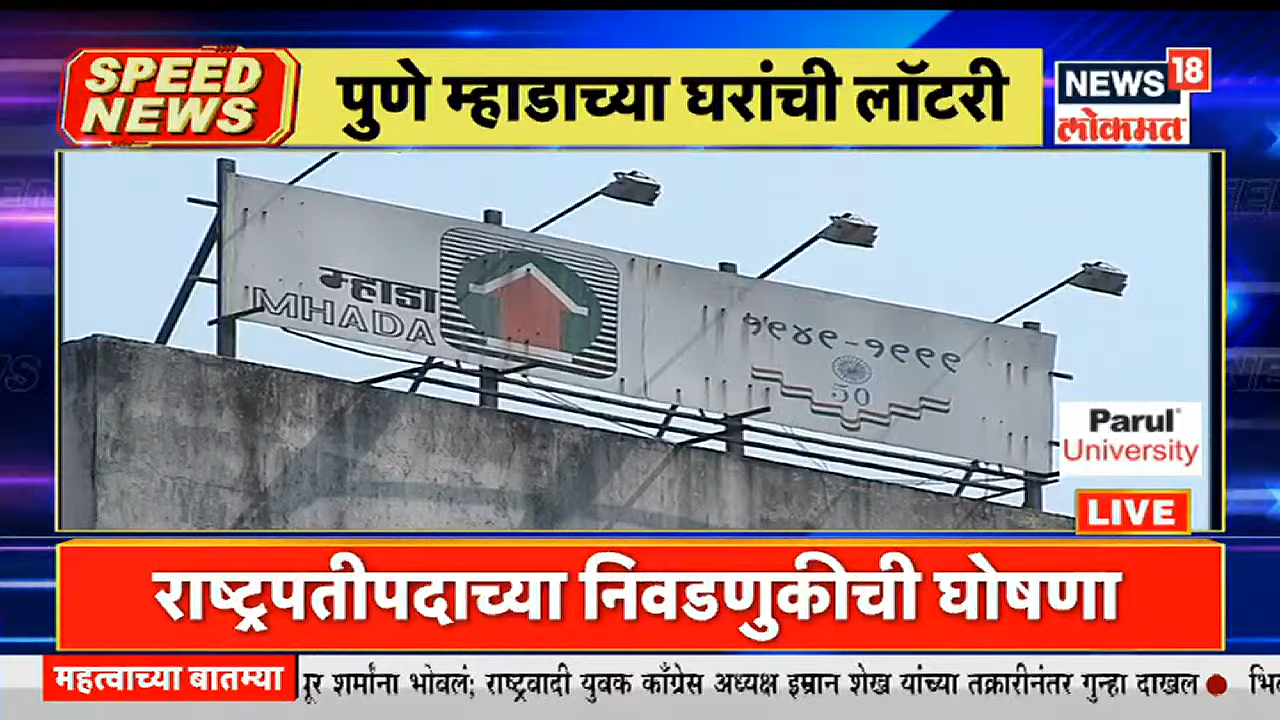 SPEED
NEWS
पुणे म्हाडाच्या घरांची लॉटरी
NEWS 18
लोकमत
म्हाडा
MHADA
१९४९-१९९९
50
Parul
University
LIVE
राष्ट्रपतीपदाच्या निवडणुकीची घोषणा
महत्वाच्या बातम्या
शर्मांना भोवलं; राष्ट्रवादी युवक काँग्रेस अध्यक्ष इम्रान शेख यांच्या तक्रारीनंतर गुन्हा दाखल